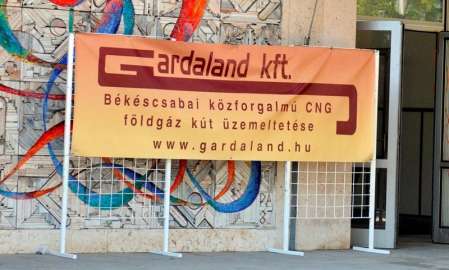 Gardaland kft.
Békéscsabai közforgalmú CNG
földgáz kút üzemeltetése
www.gardaland.hu